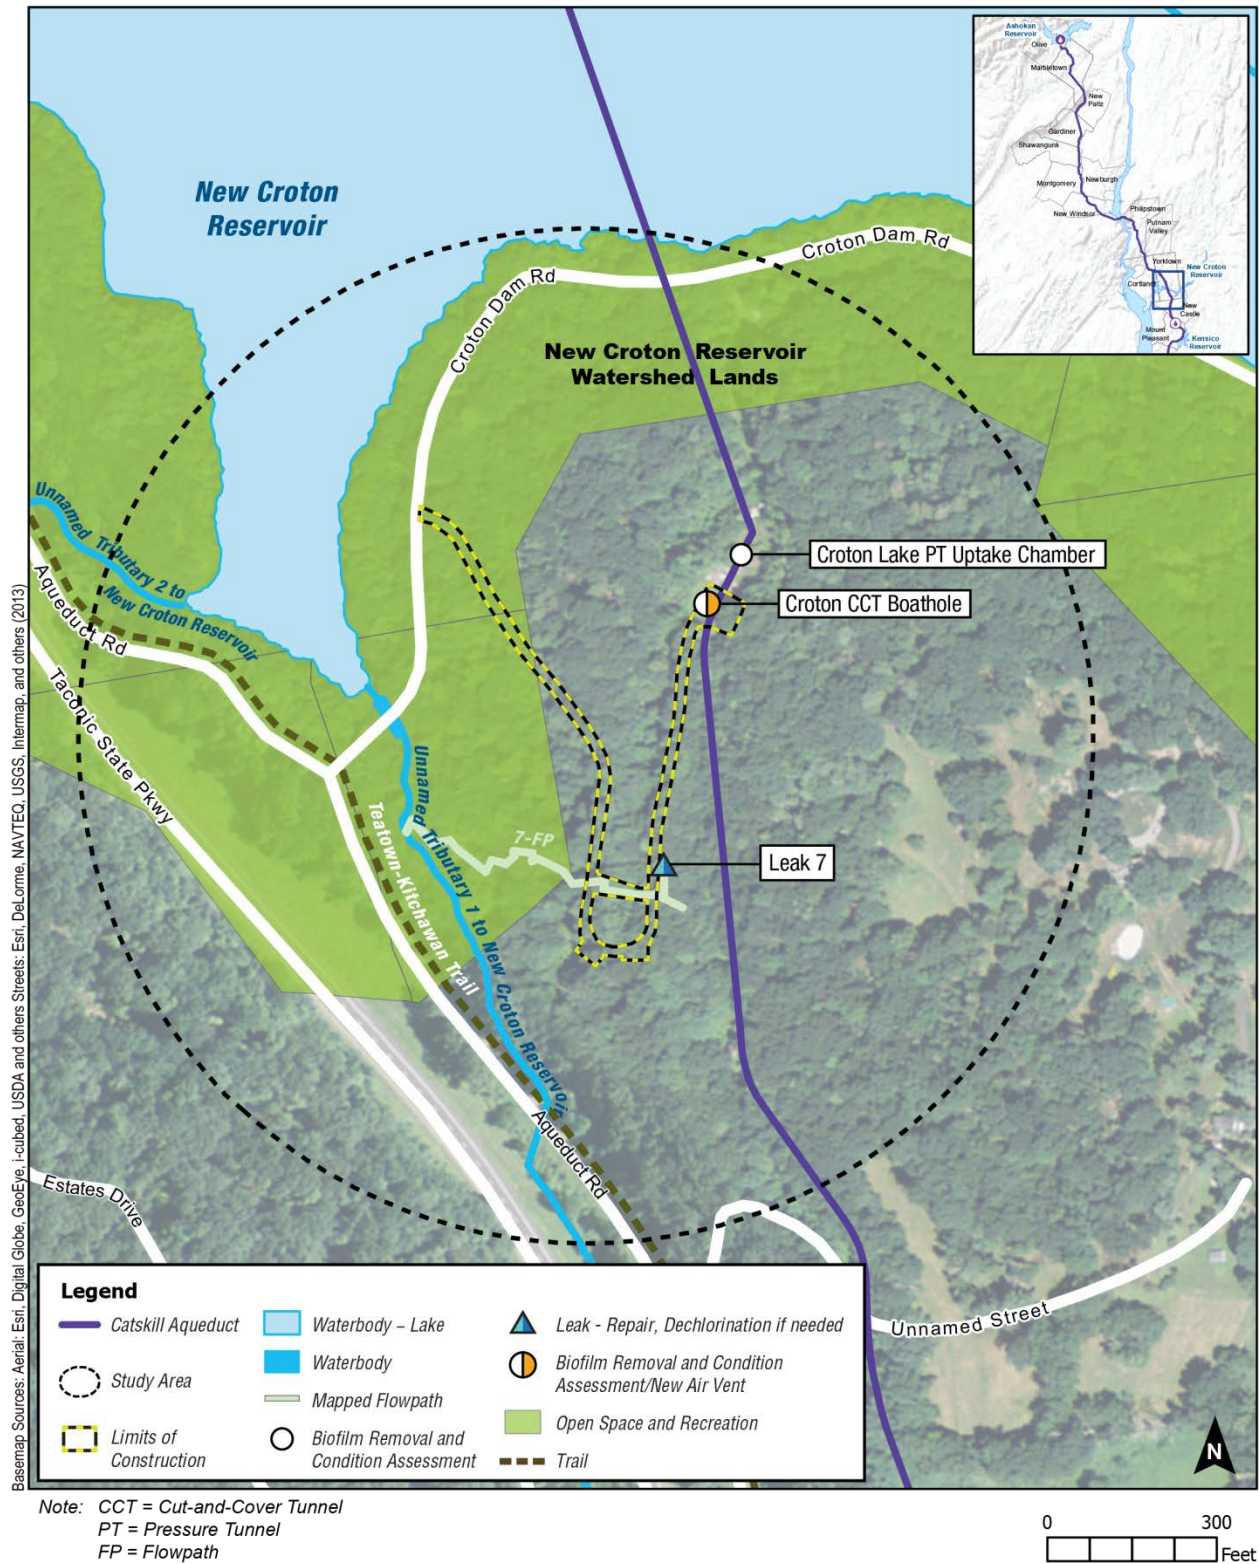 Ashokan
Reservoir
Olive
Marbletown
New
Paltz
Gardiner
Shawangunk
Montgomery
Newburgh
New Windsor
Philipstown
Putnam
Valley
Yorktown
New Croton
Reservoir
Cortlandt
New
Castle
Mount
Pleasant
Kensico
Reservoir
New Croton
Reservoir
Croton Dam Rd
Croton Dam Rd
New Croton Reservoir
Watershed Lands
Unnamed Tributary 2 to
New Croton Reservoir
Aqueduct Rd
Taconic State Pkwy
Croton Lake PT Uptake Chamber
Croton CCT Boathole
Unnamed Tributary 1 to New Croton Reservoir
Teatown-Kitchawan Trail
7-FP
Leak 7
Aqueduct Rd
Estates Drive
Unnamed Street
Legend
Catskill Aqueduct
Study Area
Limits of
Construction
Waterbody – Lake
Waterbody
Mapped Flowpath
Biofilm Removal and
Condition Assessment
Leak - Repair, Dechlorination if needed
Biofilm Removal and Condition
Assessment/New Air Vent
Open Space and Recreation
Trail
N
Basemap Sources: Aerial: Esri, Digital Globe, GeoEye, i-cubed, USDA and others Streets: Esri, DeLorme, NAVTEQ, USGS, Intermap, and others (2013)
Note: CCT = Cut-and-Cover Tunnel
PT = Pressure Tunnel
FP = Flowpath
0 300
Feet